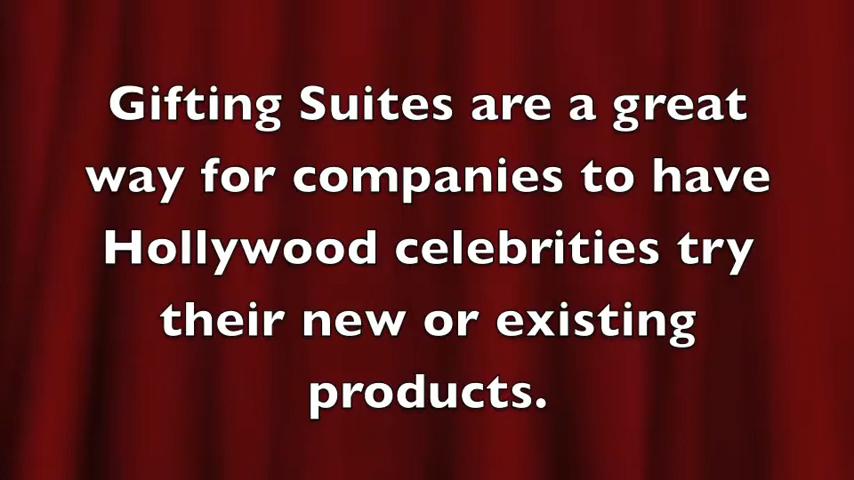 Gifting Suites are a great
way for companies to have
Hollywood celebrities try
their new or existing
products.